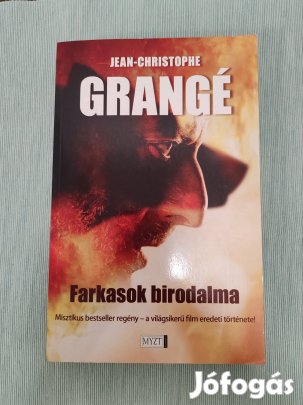 JEAN-CHRISTOPHE
GRANGÉ
Farkasok birodalma
Misztikus bestseller regény – a világsikerű film eredeti története!
MYZT
Jófogás